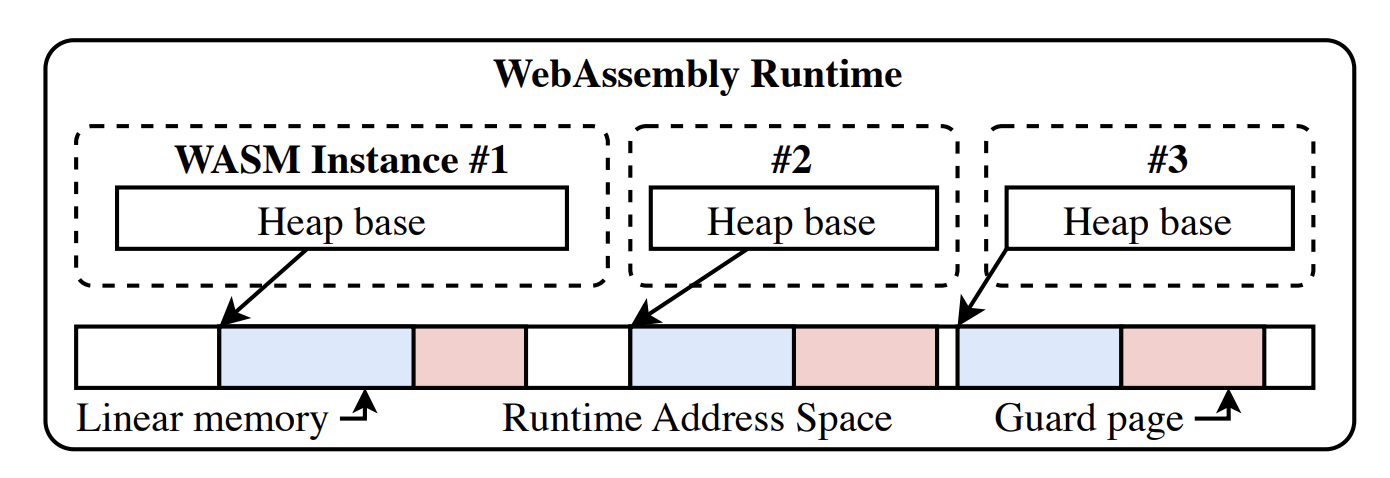 WebAssembly Runtime
WASM Instance #1
#2
#3
Heap base
Heap base
Heap base
Linear memory
Runtime Address Space
Guard page